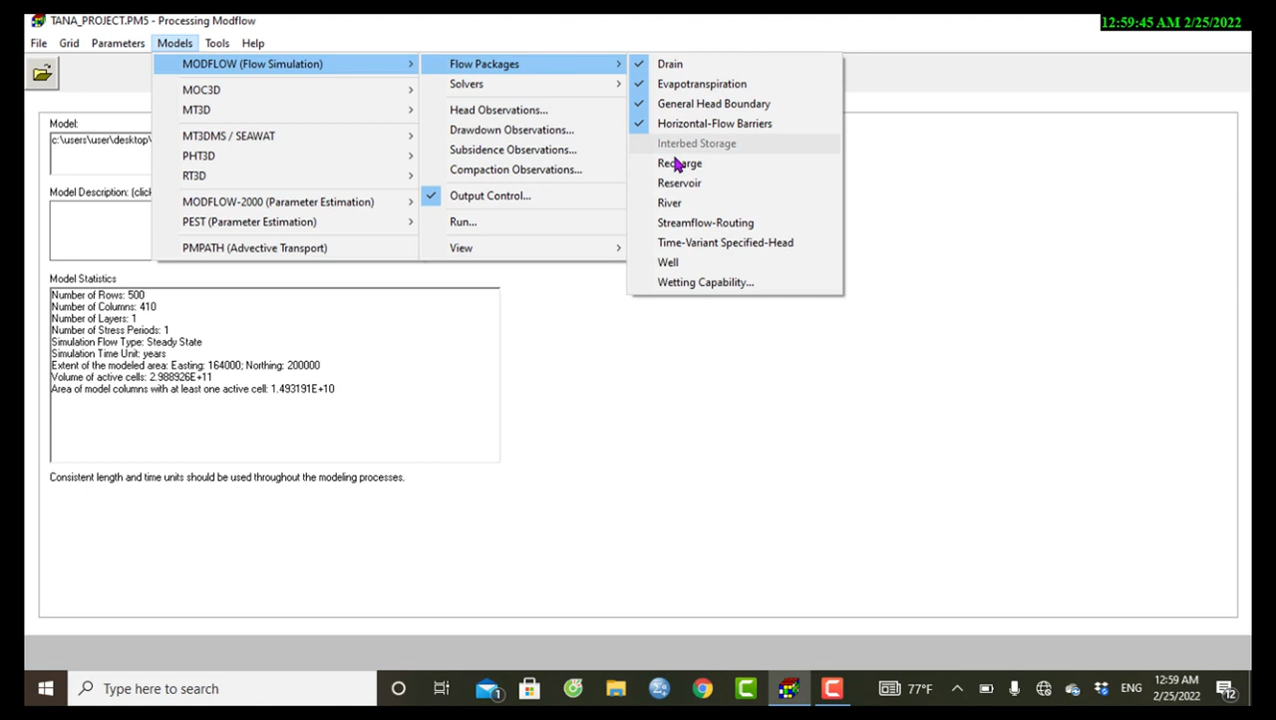 TANA_PROJECT.PM5 - Processing Modflow
12:59:45 AM 2/25/2022
File Grid Parameters Models Tools Help
MODFLOW (Flow Simulation)
MOC3D
MT3D
MT3DMS / SEAWAT
PHT3D
RT3D
MODFLOW-2000 (Parameter Estimation)
PEST (Parameter Estimation)
PMPATH (Advective Transport)
Flow Packages
Solvers
Head Observations...
Drawdown Observations...
Subsidence Observations...
Compaction Observations...
Output Control...
Run...
View
Drain
Evapotranspiration
General Head Boundary
Horizontal-Flow Barriers
Interbed Storage
Recharge
Reservoir
River
Streamflow-Routing
Time-Variant Specified-Head
Well
Wetting Capability...
Model:
c:\users\user\desktop\
Model Description: (clic
Model Statistics
Number of Rows: 500
Number of Columns: 410
Number of Layers: 1
Number of Stress Periods: 1
Simulation Flow Type: Steady State
Simulation Time Unit: years
Extent of the modeled area: Easting: 164000; Northing: 200000
Volume of active cells: 2.988926E+11
Area of model columns with at least one active cell: 1.493191E+10
Consistent length and time units should be used throughout the modeling processes.
Type here to search
1
77°F
ENG
12:59 AM
2/25/2022
12